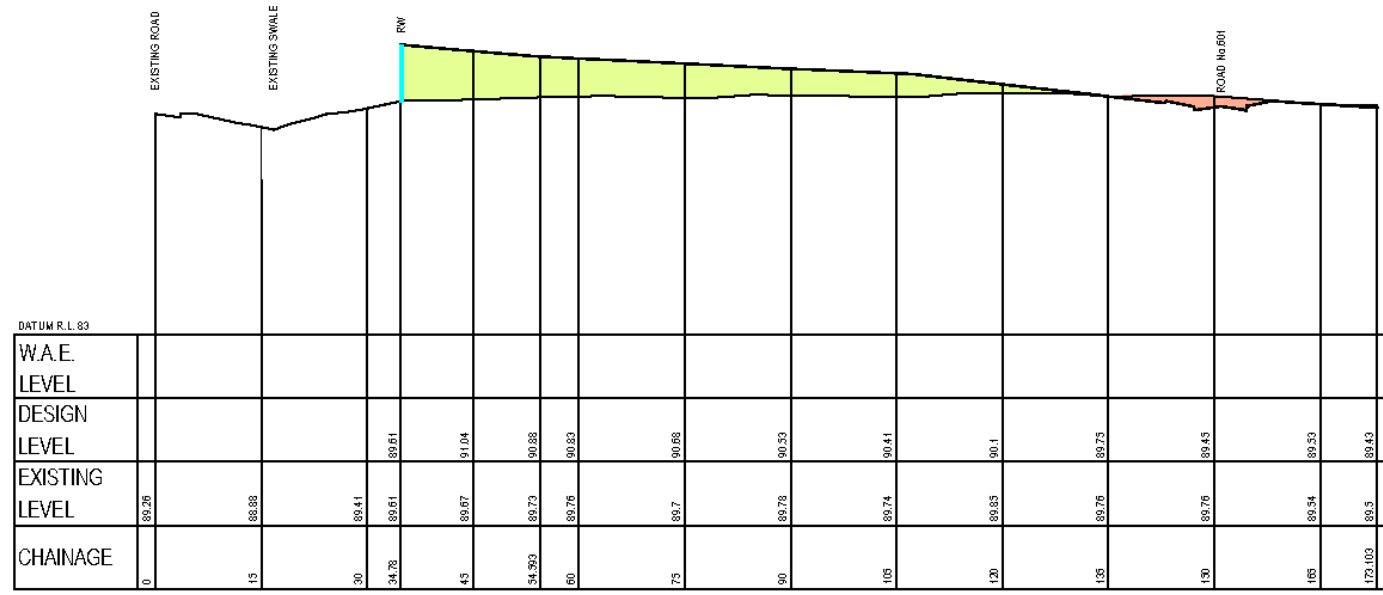 EXISTING ROAD
EXISTING SWALE
RW
ROAD No.601
DATUM R.L. 83
W.A.E.
LEVEL
DESIGN
LEVEL
89.61 91.04 90.88 90.83 90.68 90.53 90.41 90.1 89.75 89.45 89.53 89.43
EXISTING
LEVEL
89.26 88.88 89.41 89.61 89.67 89.73 89.76 89.7 89.78 89.74 89.85 89.76 89.76 89.54 89.5
CHAINAGE
0 15 30 34.78 45 54.593 60 75 90 105 120 135 150 165 173.103